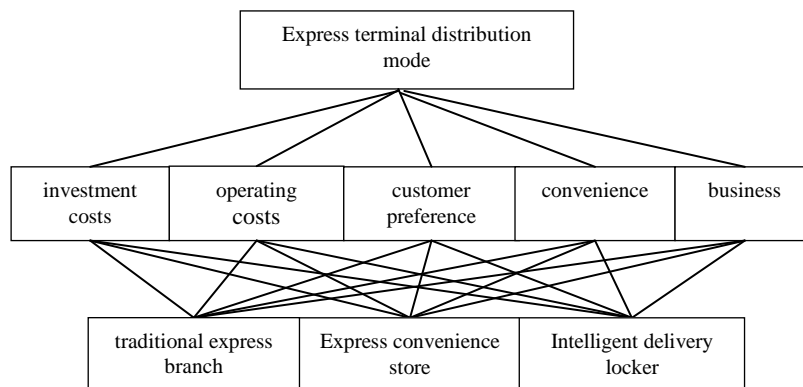 Express terminal distribution
mode
investment
costs
operating
costs
customer
preference
convenience
business
traditional express
branch
Express convenience
store
Intelligent delivery
locker